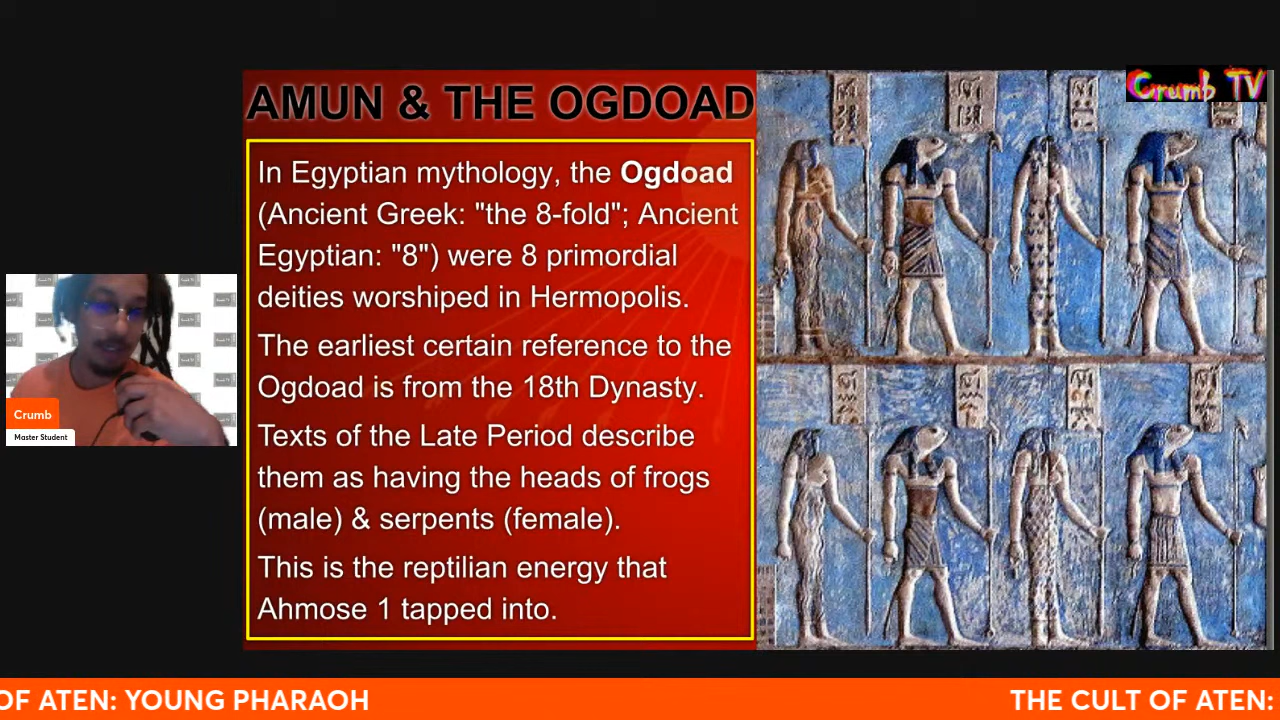 AMUN & THE OGDOAD
Crumb TV
In Egyptian mythology, the Ogdoad
(Ancient Greek: "the 8-fold"; Ancient
Egyptian: "8") were 8 primordial
deities worshiped in Hermopolis.
The earliest certain reference to the
Ogdoad is from the 18th Dynasty.
Texts of the Late Period describe
them as having the heads of frogs
(male) & serpents (female).
This is the reptilian energy that
Ahmose 1 tapped into.
Crumb
Master Student
OF ATEN: YOUNG PHARAOH
THE CULT OF ATEN: